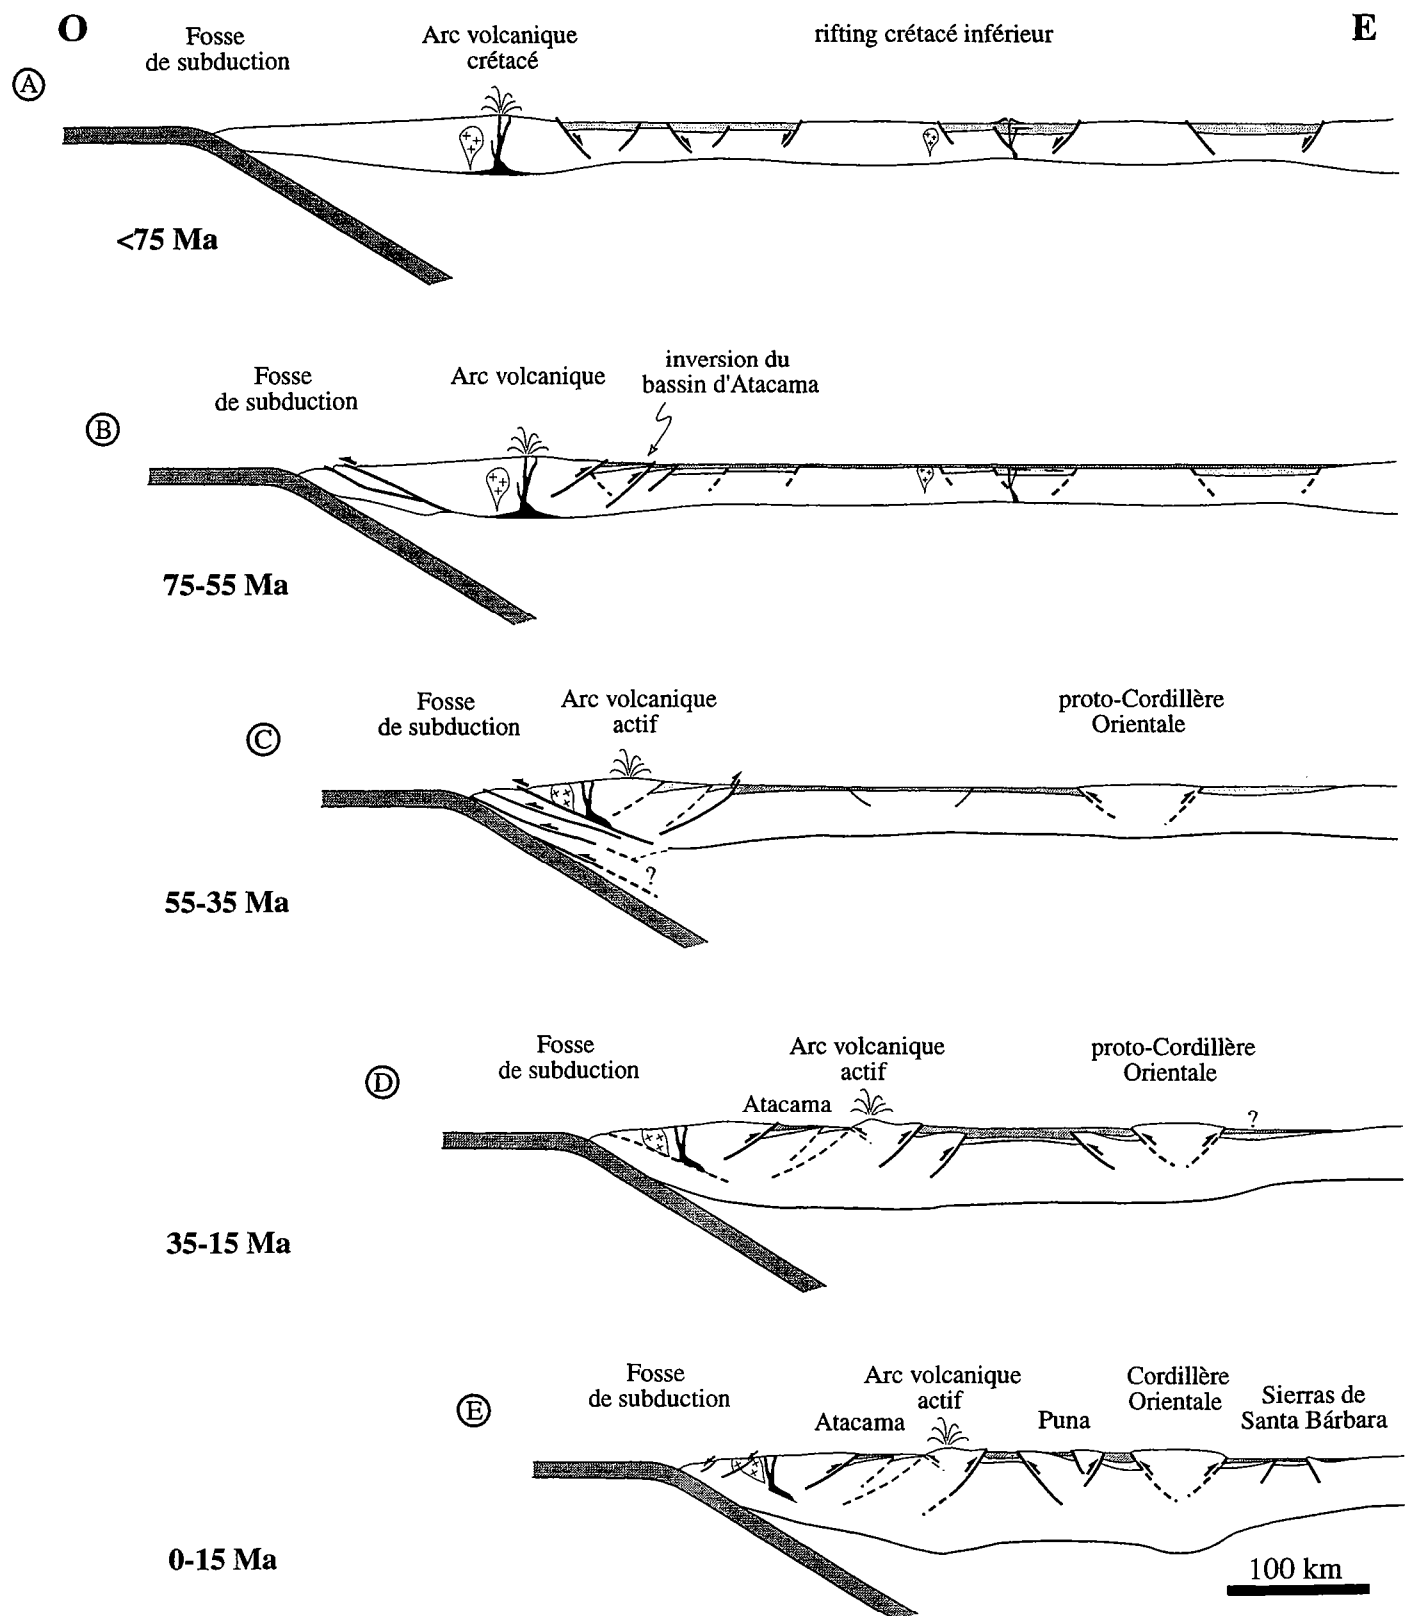 O
E
Fosse
de subduction
Arc volcanique
crétacé
rifting crétacé inférieur
A
<75 Ma
Fosse
de subduction
Arc volcanique
inversion du
bassin d'Atacama
B
75-55 Ma
Fosse
de subduction
Arc volcanique
actif
proto-Cordillère
Orientale
C
?
55-35 Ma
Fosse
de subduction
Arc volcanique
actif
proto-Cordillère
Orientale
D
Atacama
?
35-15 Ma
Fosse
de subduction
Arc volcanique
actif
Cordillère
Orientale
Sierras de
Santa Bárbara
E
Atacama
Puna
0-15 Ma
100 km